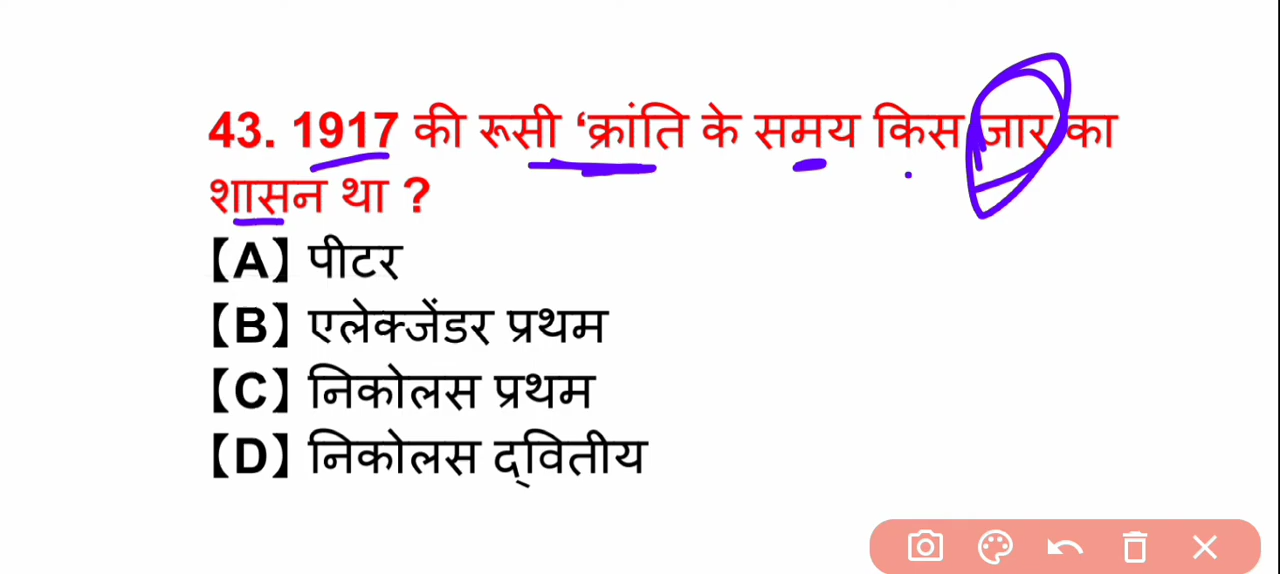 43. 1917 की रूसी ‘क्रांति के समय किस जार का
शासन था ?
【A】 पीटर
【B】 एलेक्जेंडर प्रथम
【C】 निकोलस प्रथम
【D】 निकोलस द्वितीय